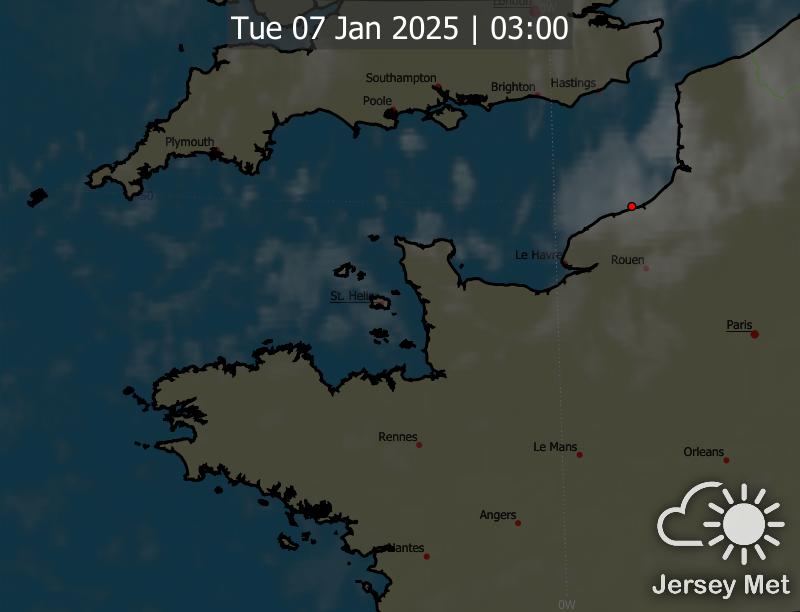 London
0W
Tue 07 Jan 2025 | 03:00
Southampton
Brighton
Hastings
Poole
Plymouth
50
Le Havre
Rouen
St. Helier
Paris
Rennes
Le Mans
Orleans
Angers
Nantes
Jersey Met
0W